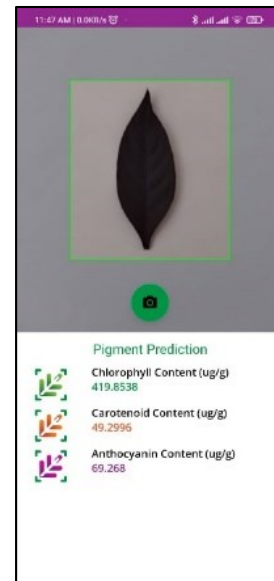 11:47 AM | 0.0KB/s
Pigment Prediction
Chlorophyll Content (ug/g)
419.8538
Carotenoid Content (ug/g)
49.2996
Anthocyanin Content (ug/g)
69.268